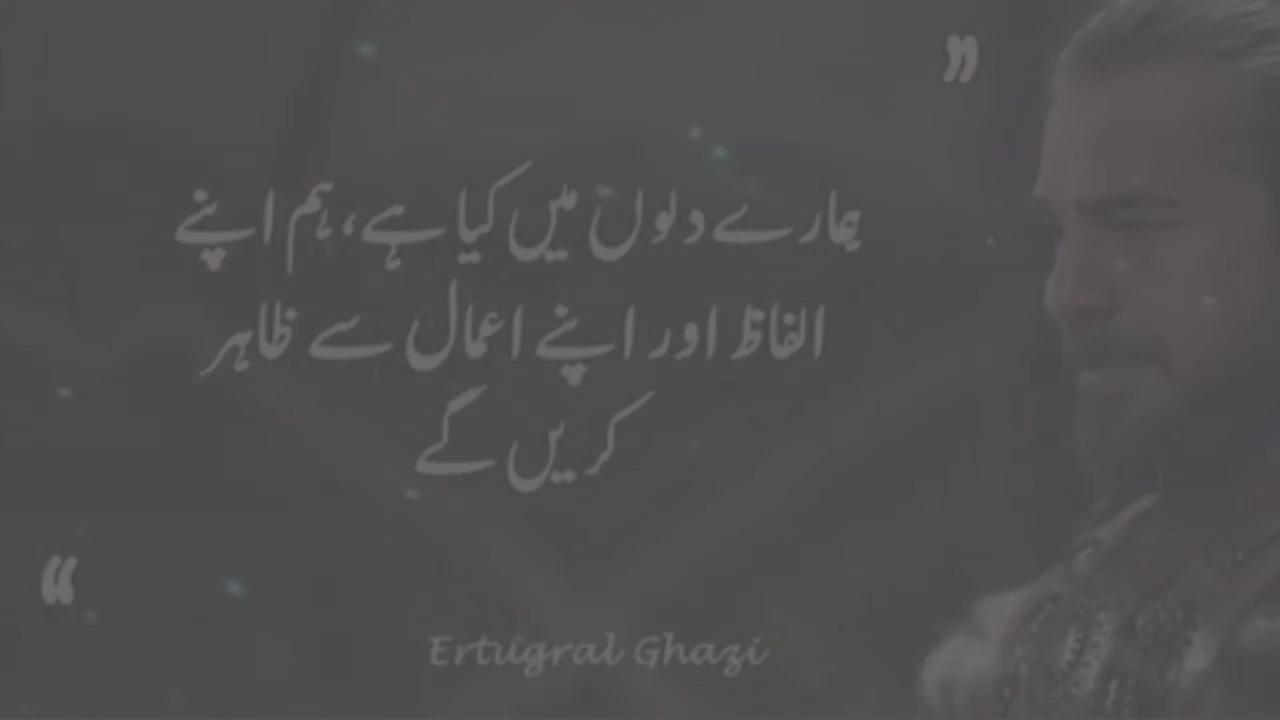 ہمارے دلوں میں کیا ہے، ہم اپنے
الفاظ اور اپنے اعمال سے ظاہر
کریں گے
Ertugral Ghazi